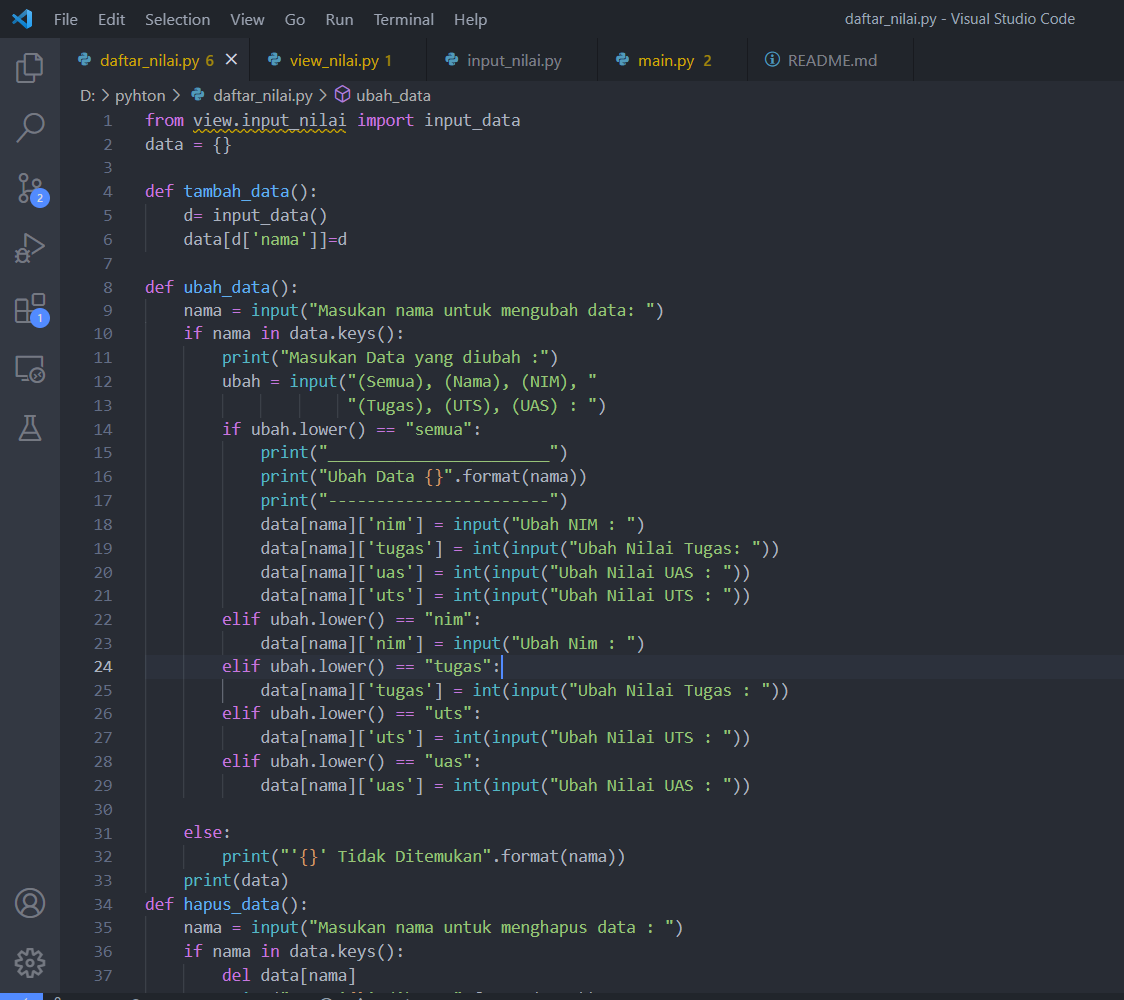 File Edit Selection View Go Run Terminal Help daftar_nilai.py - Visual Studio Code
daftar_nilai.py 6 view_nilai.py 1 input_nilai.py main.py 2 README.md
D: > pyhton > daftar_nilai.py > ubah_data
1 from view.input_nilai import input_data
2 data = {}
3
4 def tambah_data():
5     d= input_data()
6     data[d['nama']]=d
7
8 def ubah_data():
9     nama = input("Masukan nama untuk mengubah data: ")
10     if nama in data.keys():
11         print("Masukan Data yang diubah :")
12         ubah = input("(Semua), (Nama), (NIM), "
13                      "(Tugas), (UTS), (UAS) : ")
14         if ubah.lower() == "semua":
15             print("_______________________")
16             print("Ubah Data {}".format(nama))
17             print("-----------------------")
18             data[nama]['nim'] = input("Ubah NIM : ")
19             data[nama]['tugas'] = int(input("Ubah Nilai Tugas: "))
20             data[nama]['uas'] = int(input("Ubah Nilai UAS : "))
21             data[nama]['uts'] = int(input("Ubah Nilai UTS : "))
22         elif ubah.lower() == "nim":
23             data[nama]['nim'] = input("Ubah Nim : ")
24         elif ubah.lower() == "tugas":
25             data[nama]['tugas'] = int(input("Ubah Nilai Tugas : "))
26         elif ubah.lower() == "uts":
27             data[nama]['uts'] = int(input("Ubah Nilai UTS : "))
28         elif ubah.lower() == "uas":
29             data[nama]['uas'] = int(input("Ubah Nilai UAS : "))
30
31     else:
32         print("'{}' Tidak Ditemukan".format(nama))
33     print(data)
34 def hapus_data():
35     nama = input("Masukan nama untuk menghapus data : ")
36     if nama in data.keys():
37         del data[nama]
2
1